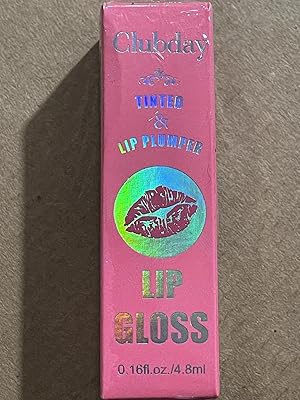 Clubday
TINTED
&
LIP PLUMPER
LIP
GLOSS
0.16fl.oz./4.8ml